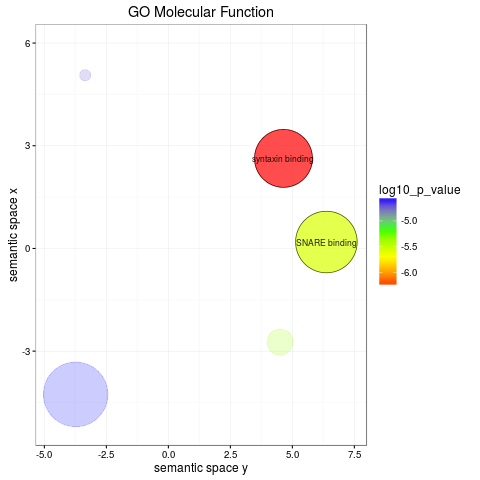 GO Molecular Function
6
3
0
-3
semantic space x
syntaxin binding
SNARE binding
-5.0
-2.5
0.0
2.5
5.0
7.5
semantic space y
log10_p_value
-5.0
-5.5
-6.0